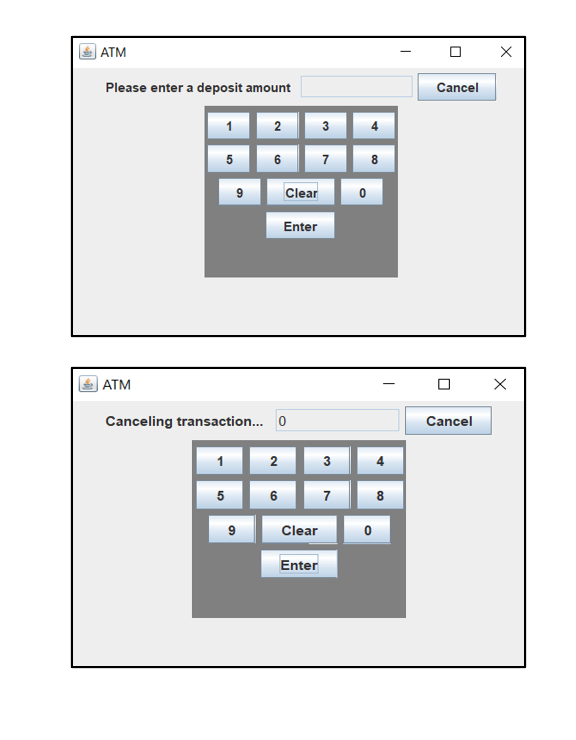 ATM
Please enter a deposit amount Cancel
1 2 3 4
5 6 7 8
9 Clear 0
Enter
ATM
Canceling transaction... 0 Cancel
1 2 3 4
5 6 7 8
9 Clear 0
Enter